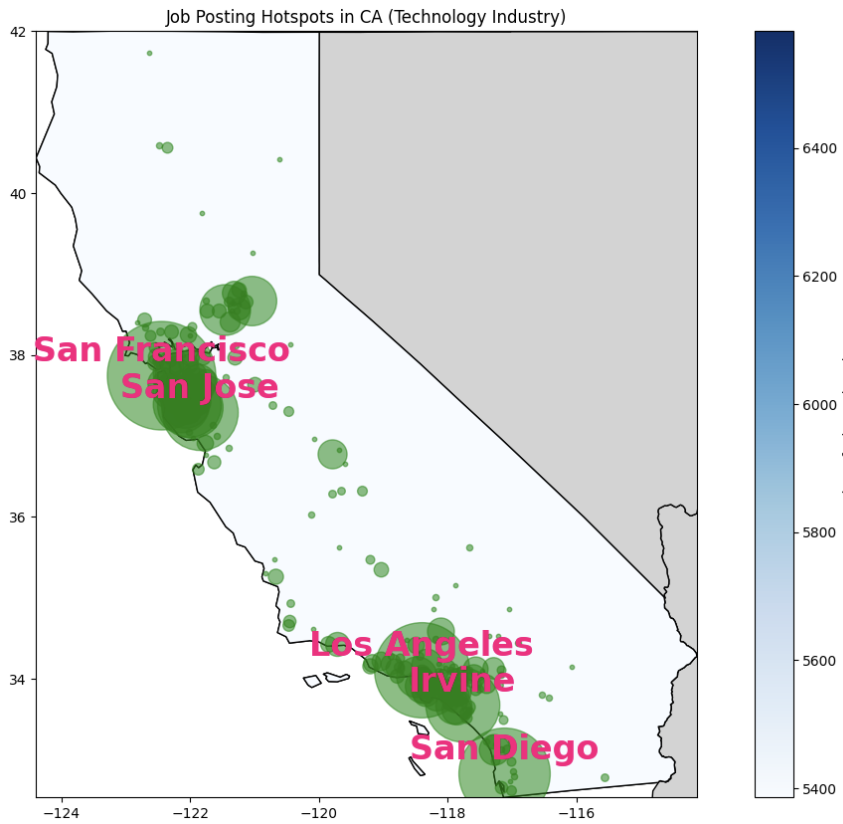 Job Posting Hotspots in CA (Technology Industry)
42
40
38
36
34
−124
−122
−120
−118
−116
6400
6200
6000
5800
5600
5400
San Francisco
San Jose
Los Angeles
Irvine
San Diego